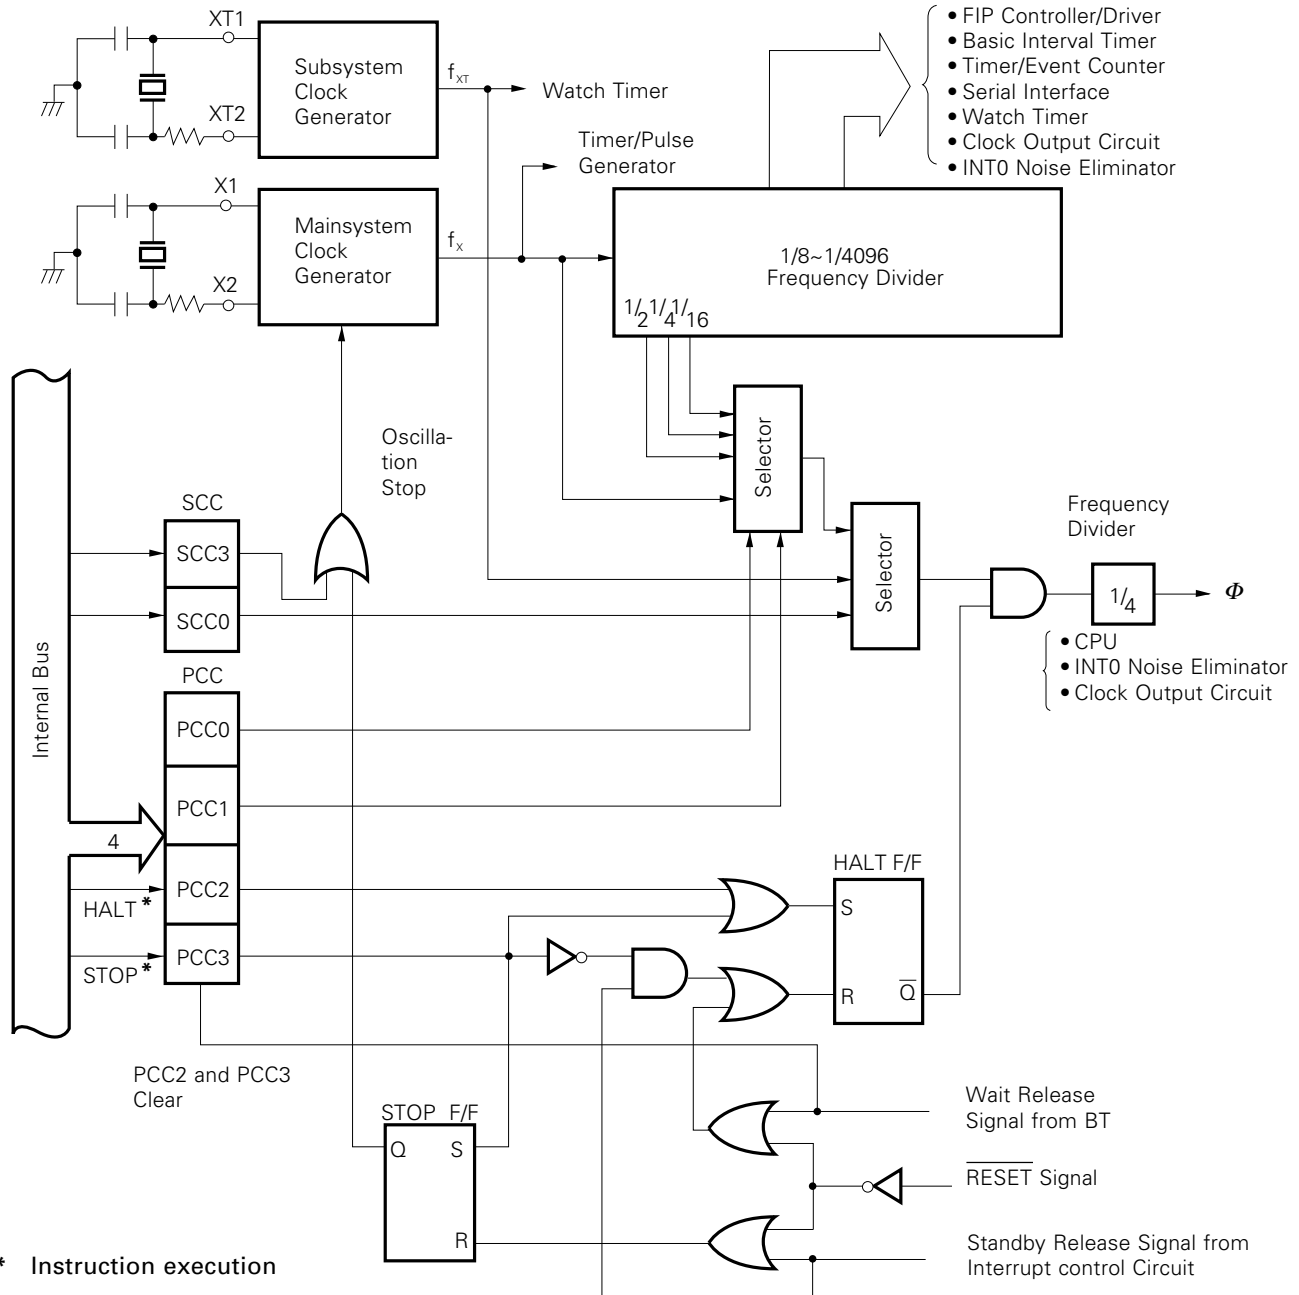 XT1
XT2
Subsystem
Clock
Generator
fXT
Watch Timer
Timer/Pulse
Generator
• FIP Controller/Driver
• Basic Interval Timer
• Timer/Event Counter
• Serial Interface
• Watch Timer
• Clock Output Circuit
• INT0 Noise Eliminator
X1
X2
Mainsystem
Clock
Generator
fX
1/8~1/4096
Frequency Divider
1/2 1/4 1/16
Oscilla-
tion
Stop
Selector
Selector
Frequency
Divider
1/4
Φ
• CPU
• INT0 Noise Eliminator
• Clock Output Circuit
Internal Bus
SCC
SCC3
SCC0
PCC
PCC0
PCC1
4
PCC2
HALT *
PCC3
STOP *
HALT F/F
S
R
Q̅
PCC2 and PCC3
Clear
STOP F/F
Q
S
R
Wait Release
Signal from BT
R̅E̅S̅E̅T̅ Signal
Standby Release Signal from
Interrupt control Circuit
* Instruction execution